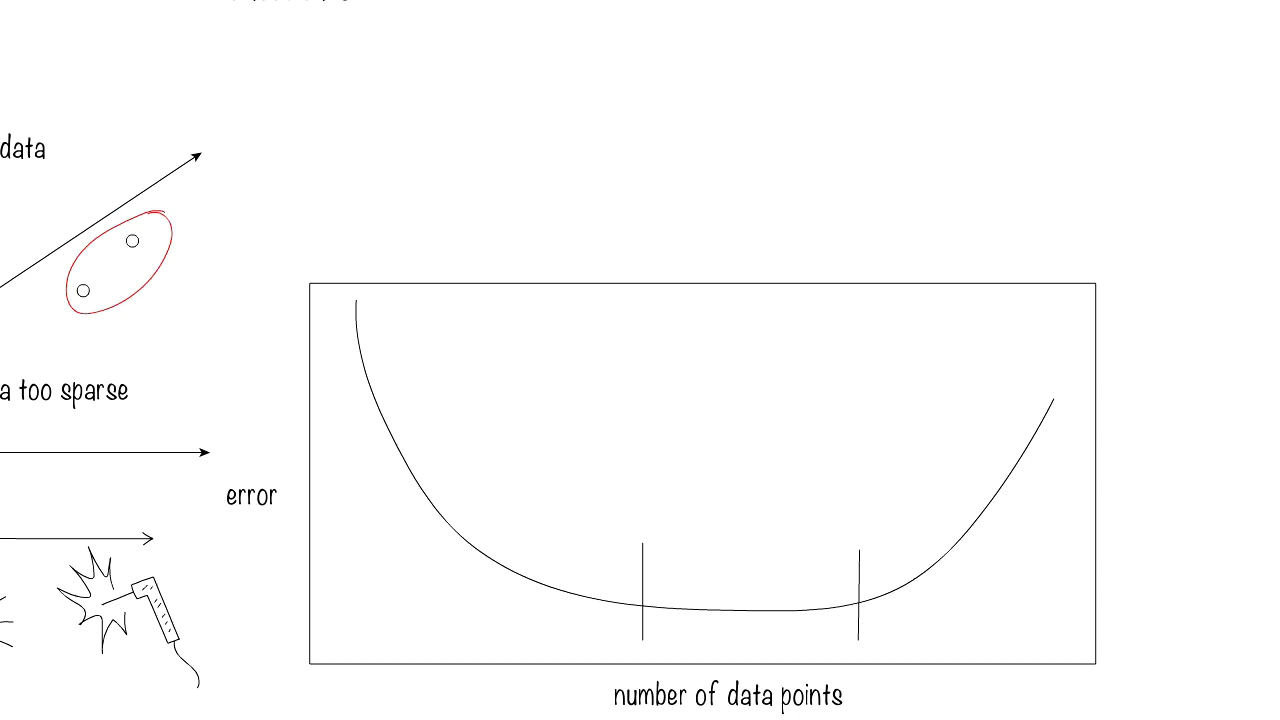 data
a too sparse
error
number of data points